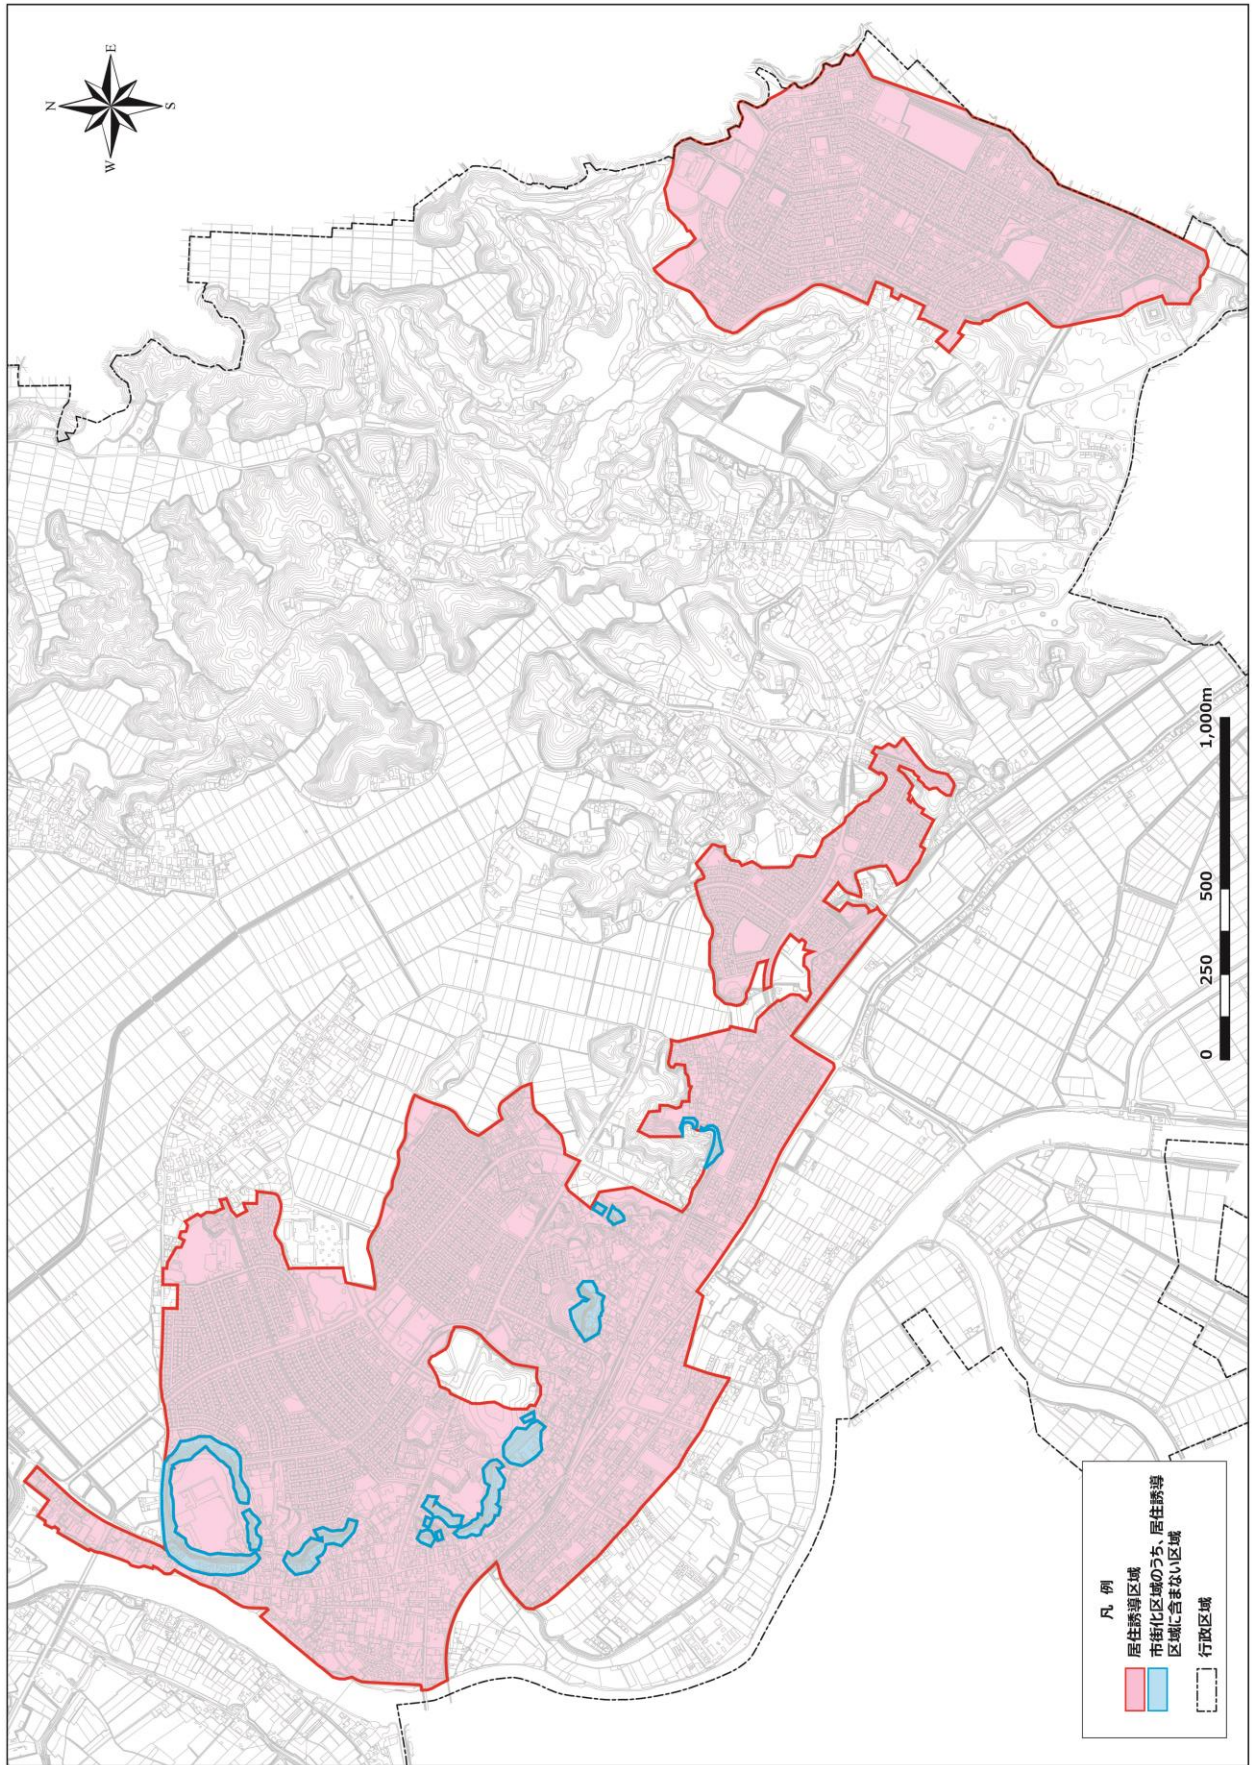 N
E
S
W
凡 例
居住誘導区域
市街化区域のうち、居住誘導
区域に含まない区域
行政区域
0 250 500 1,000m